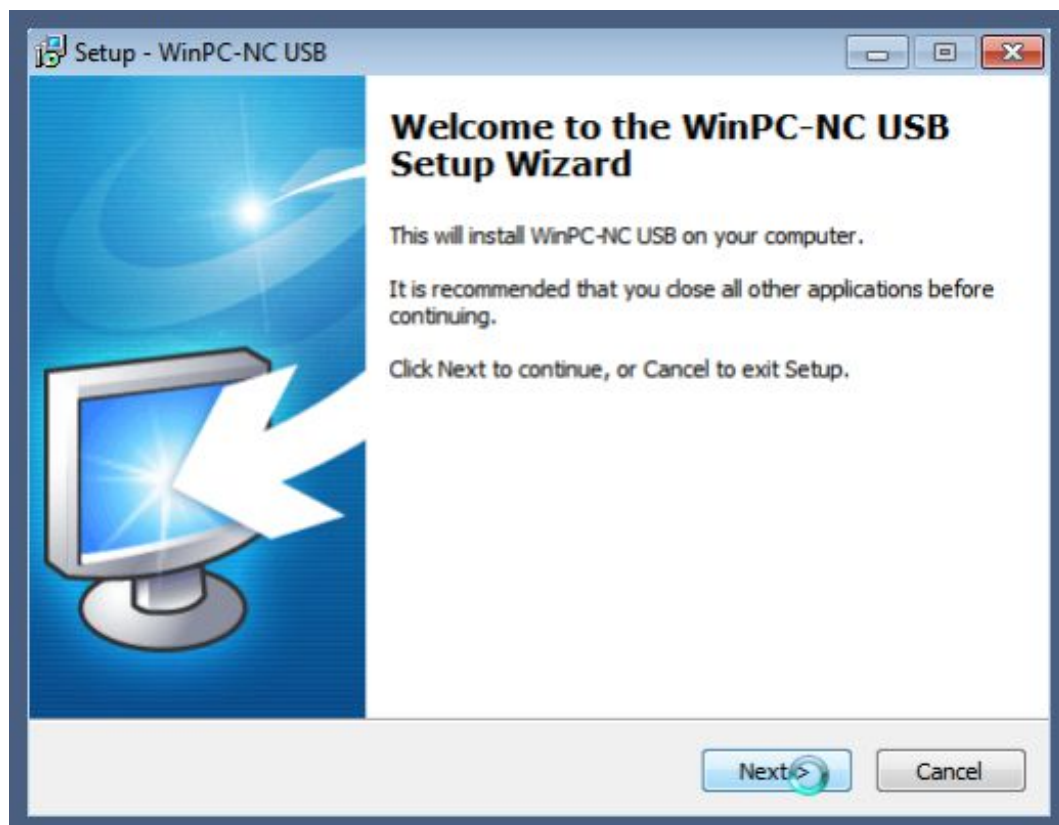 Setup - WinPC-NC USB
Welcome to the WinPC-NC USB
Setup Wizard
This will install WinPC-NC USB on your computer.
It is recommended that you close all other applications before
continuing.
Click Next to continue, or Cancel to exit Setup.
Next >
Cancel